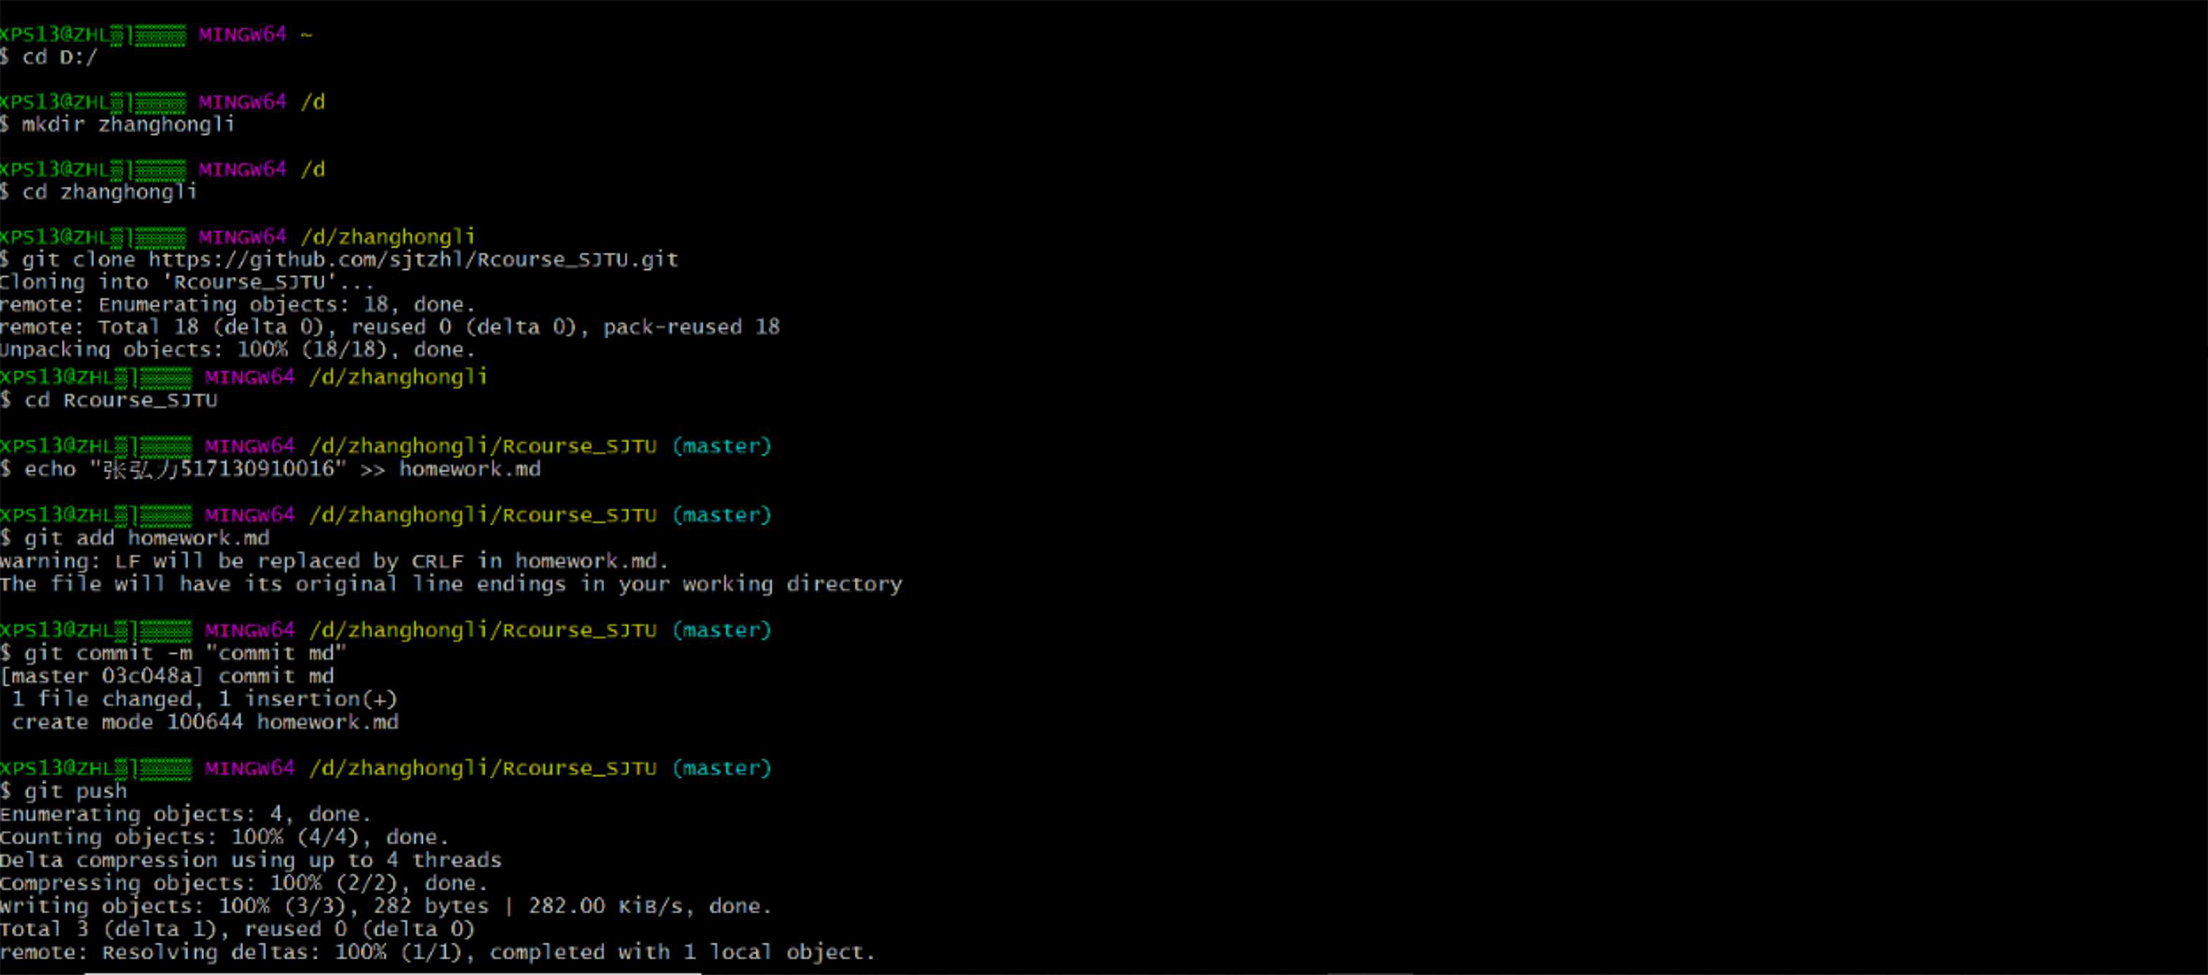 XPS13@ZHL MINGW64 ~
$ cd D:/
XPS13@ZHL MINGW64 /d
$ mkdir zhanghongli
XPS13@ZHL MINGW64 /d
$ cd zhanghongli
XPS13@ZHL MINGW64 /d/zhanghongli
$ git clone https://github.com/sjtzhl/Rcourse_SJTU.git
Cloning into 'Rcourse_SJTU'...
remote: Enumerating objects: 18, done.
remote: Total 18 (delta 0), reused 0 (delta 0), pack-reused 18
Unpacking objects: 100% (18/18), done.
XPS13@ZHL MINGW64 /d/zhanghongli
$ cd Rcourse_SJTU
XPS13@ZHL MINGW64 /d/zhanghongli/Rcourse_SJTU (master)
$ echo "张弘力517130910016" >> homework.md
XPS13@ZHL MINGW64 /d/zhanghongli/Rcourse_SJTU (master)
$ git add homework.md
warning: LF will be replaced by CRLF in homework.md.
The file will have its original line endings in your working directory
XPS13@ZHL MINGW64 /d/zhanghongli/Rcourse_SJTU (master)
$ git commit -m "commit md"
[master 03c048a] commit md
1 file changed, 1 insertion(+)
create mode 100644 homework.md
XPS13@ZHL MINGW64 /d/zhanghongli/Rcourse_SJTU (master)
$ git push
Enumerating objects: 4, done.
Counting objects: 100% (4/4), done.
Delta compression using up to 4 threads
Compressing objects: 100% (2/2), done.
Writing objects: 100% (3/3), 282 bytes | 282.00 KiB/s, done.
Total 3 (delta 1), reused 0 (delta 0)
remote: Resolving deltas: 100% (1/1), completed with 1 local object.